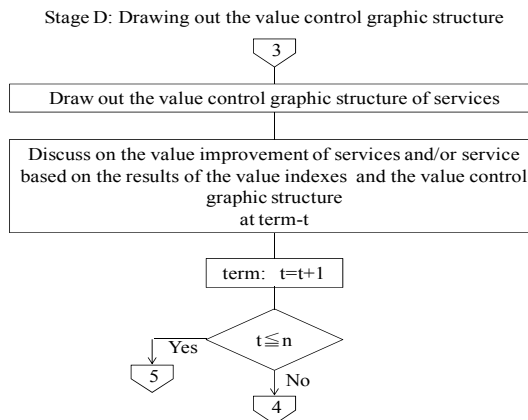 Stage D: Drawing out the value control graphic structure
3
Draw out the value control graphic structure of services
Discuss on the value improvement of services and/or service
based on the results of the value indexes and the value control
graphic structure
at term-t
term: t=t+1
t≦n
Yes
5
No
4